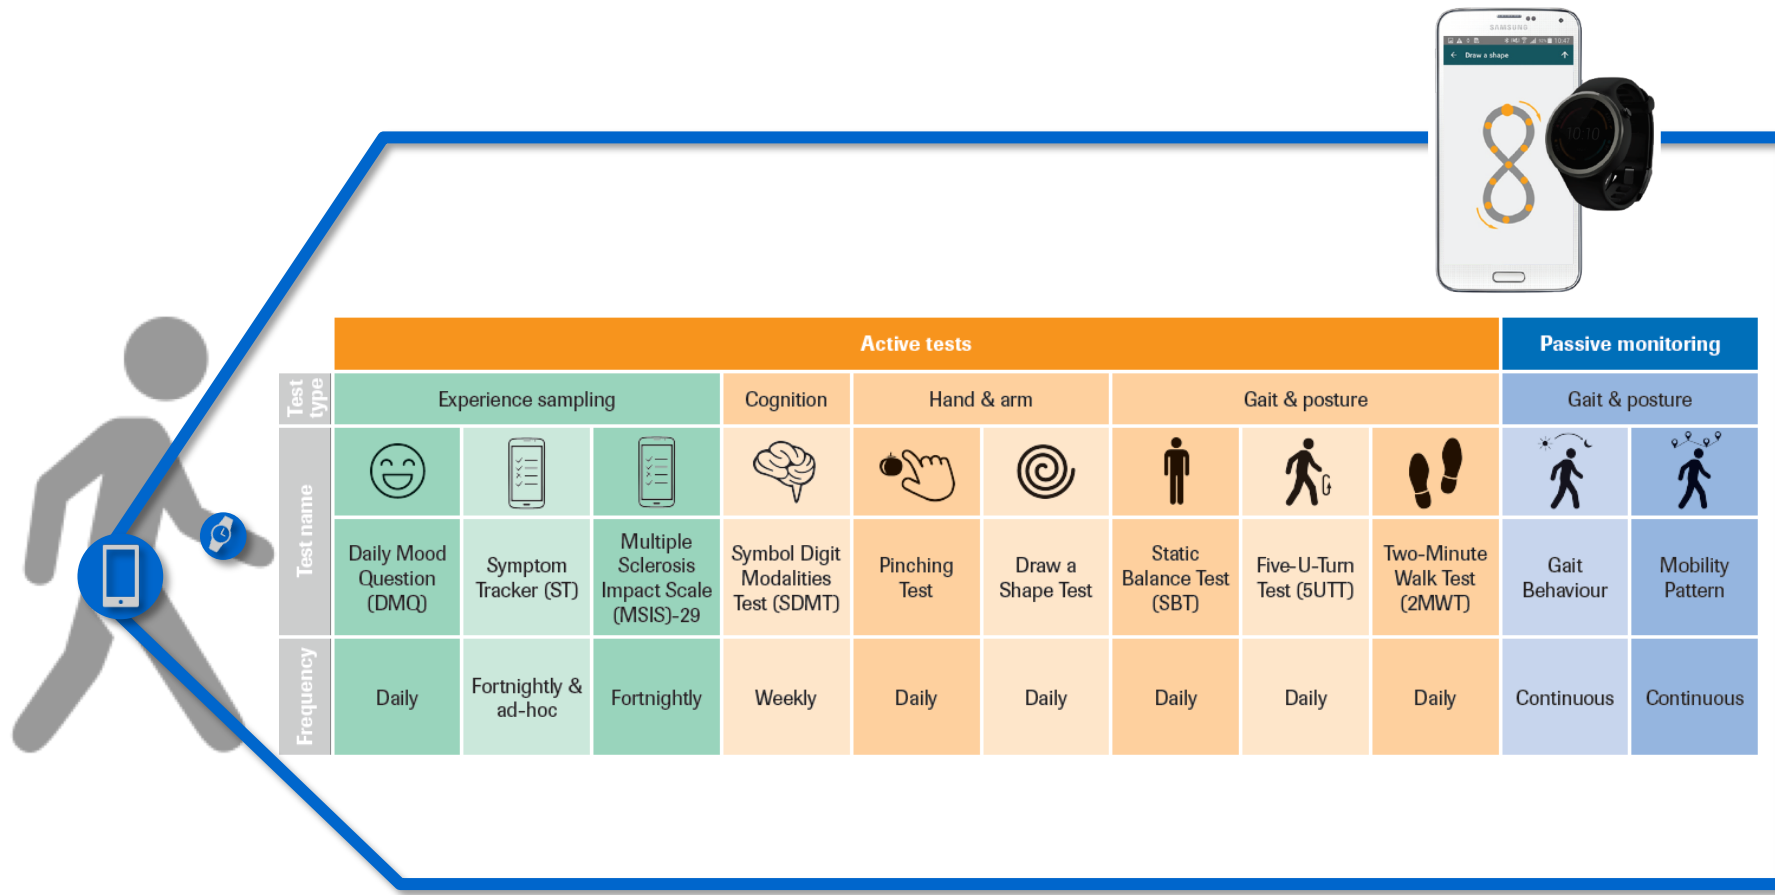 SAMSUNG
10:47
Draw a shape
10:10
Active tests
Passive monitoring
Test
type
Experience sampling
Cognition
Hand & arm
Gait & posture
Gait & posture
Test name
Daily Mood
Question
(DMQ)
Symptom
Tracker (ST)
Multiple
Sclerosis
Impact Scale
(MSIS)-29
Symbol Digit
Modalities
Test (SDMT)
Pinching
Test
Draw a
Shape Test
Static
Balance Test
(SBT)
Five-U-Turn
Test (5UTT)
Two-Minute
Walk Test
(2MWT)
Gait
Behaviour
Mobility
Pattern
Frequency
Daily
Fortnightly &
ad-hoc
Fortnightly
Weekly
Daily
Daily
Daily
Daily
Daily
Continuous
Continuous